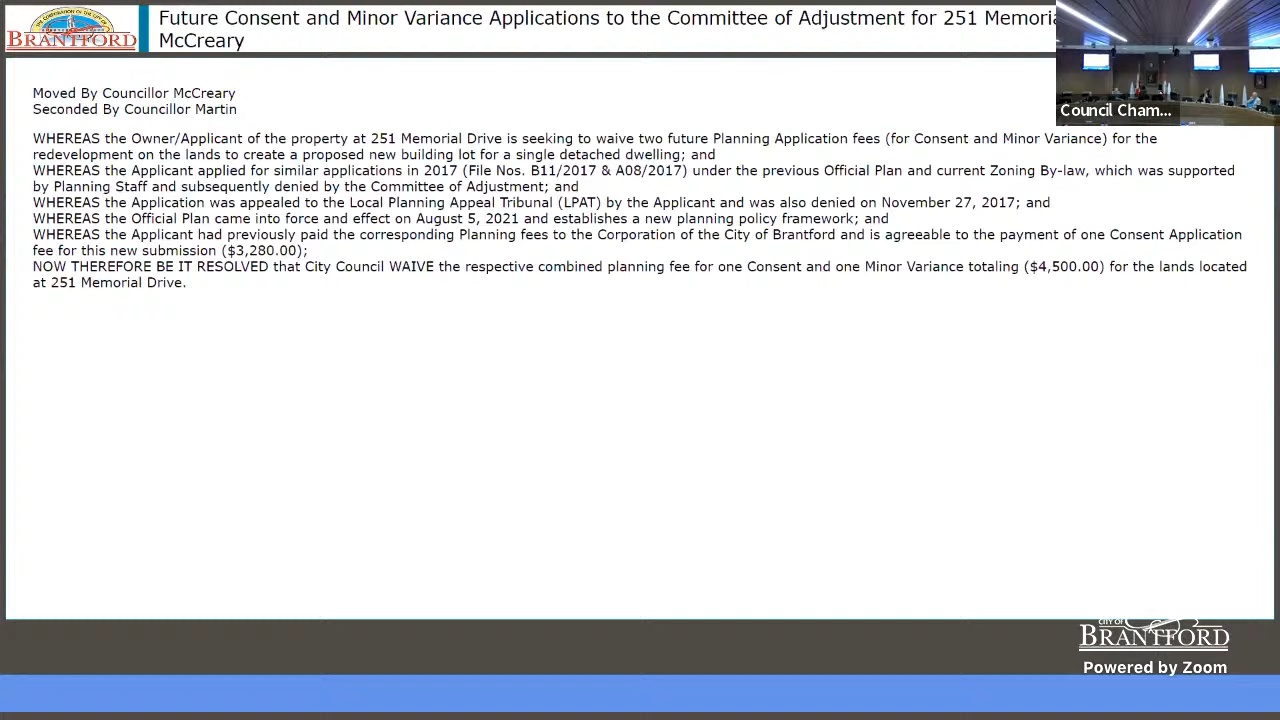 Future Consent and Minor Variance Applications to the Committee of Adjustment for 251
McCreary
THE CORPORATION OF THE CITY OF
BRANTFORD
Council Cham...
Moved By Councillor McCreary
Seconded By Councillor Martin
WHEREAS the Owner/Applicant of the property at 251 Memorial Drive is seeking to waive two future Planning Application fees (for Consent and Minor Variance) for the
redevelopment on the lands to create a proposed new building lot for a single detached dwelling; and
WHEREAS the Applicant applied for similar applications in 2017 (File Nos. B11/2017 & A08/2017) under the previous Official Plan and current Zoning By-law, which was supported
by Planning Staff and subsequently denied by the Committee of Adjustment; and
WHEREAS the Application was appealed to the Local Planning Appeal Tribunal (LPAT) by the Applicant and was also denied on November 27, 2017; and
WHEREAS the Official Plan came into force and effect on August 5, 2021 and establishes a new planning policy framework; and
WHEREAS the Applicant had previously paid the corresponding Planning fees to the Corporation of the City of Brantford and is agreeable to the payment of one Consent Application
fee for this new submission ($3,280.00);
NOW THEREFORE BE IT RESOLVED that City Council WAIVE the respective combined planning fee for one Consent and one Minor Variance totaling ($4,500.00) for the lands located
at 251 Memorial Drive.
CITY OF
BRANTFORD
Powered by Zoom